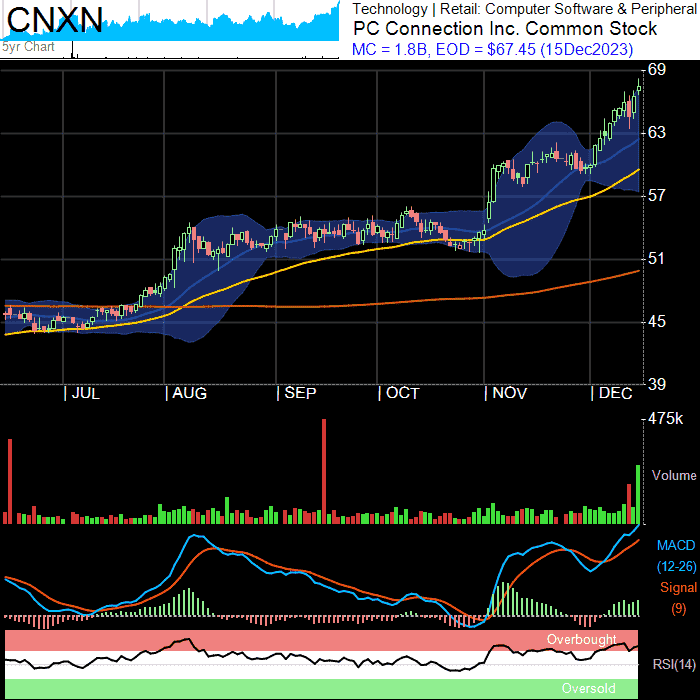 CNXN
5yr Chart
Technology | Retail: Computer Software & Peripheral
PC Connection Inc. Common Stock
MC = 1.8B, EOD = $67.45 (15Dec2023)
69
63
57
51
45
39
| JUL | AUG | SEP | OCT | NOV | DEC
475k
Volume
MACD
(12-26)
Signal
(9)
Overbought
RSI(14)
Oversold